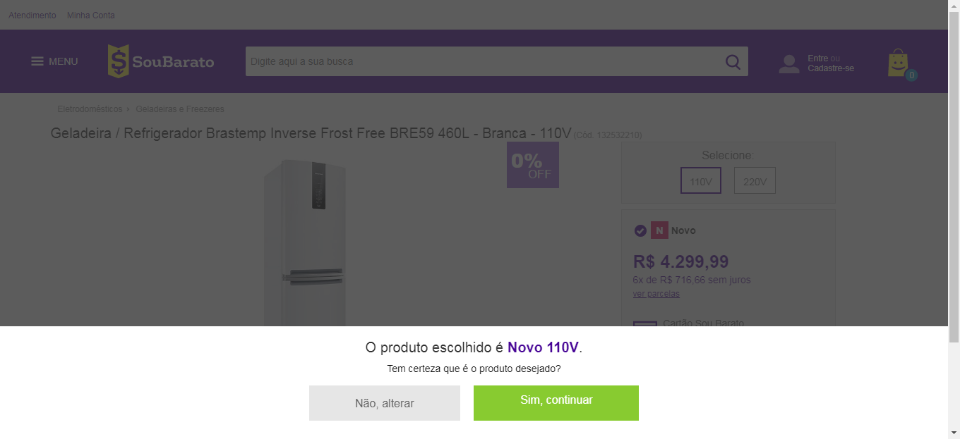 Atendimento Minha Conta
MENU
SouBarato
Digite aqui a sua busca
Entre ou
Cadastre-se
0
Eletrodomésticos > Geladeiras e Freezeres
Geladeira / Refrigerador Brastemp Inverse Frost Free BRE59 460L - Branca - 110V (Cód. 132532210)
0%
OFF
Selecione:
110V 220V
N Novo
R$ 4.299,99
6x de R$ 716,66 sem juros
ver parcelas
Cartão Sou Barato
O produto escolhido é Novo 110V.
Tem certeza que é o produto desejado?
Não, alterar
Sim, continuar